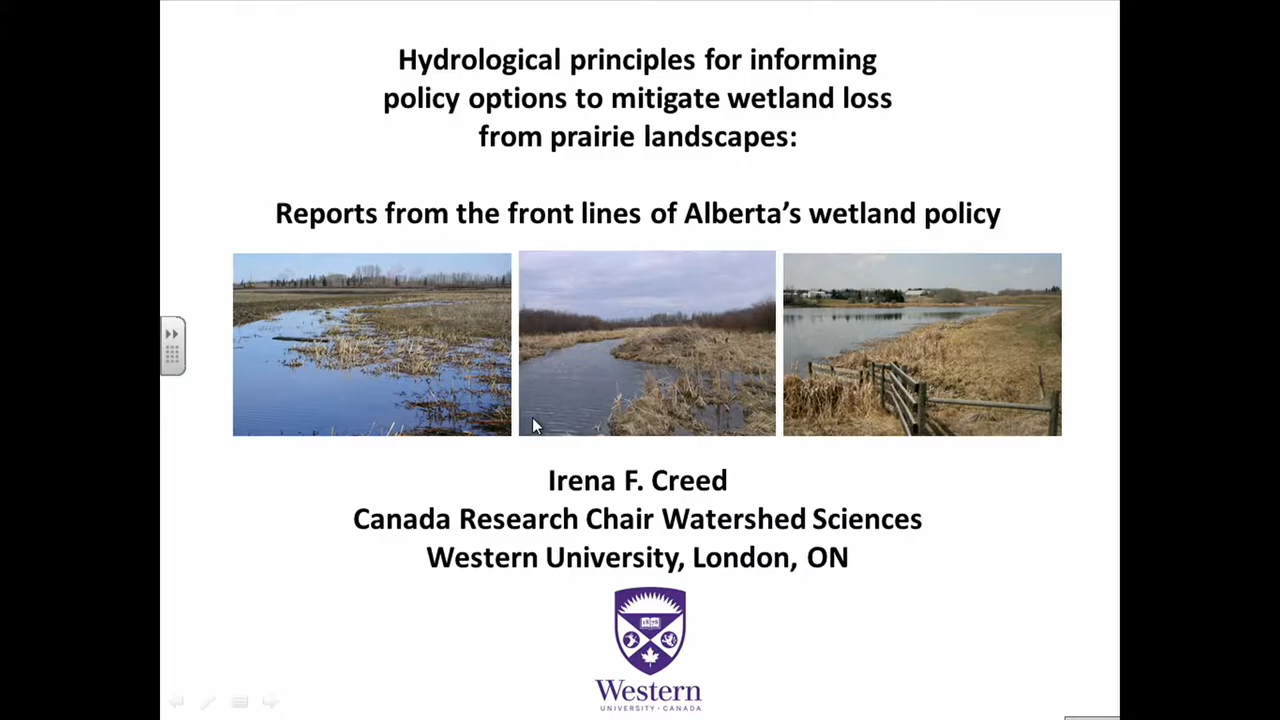 Hydrological principles for informing
policy options to mitigate wetland loss
from prairie landscapes:
Reports from the front lines of Alberta’s wetland policy
Irena F. Creed
Canada Research Chair Watershed Sciences
Western University, London, ON
Western
UNIVERSITY · CANADA